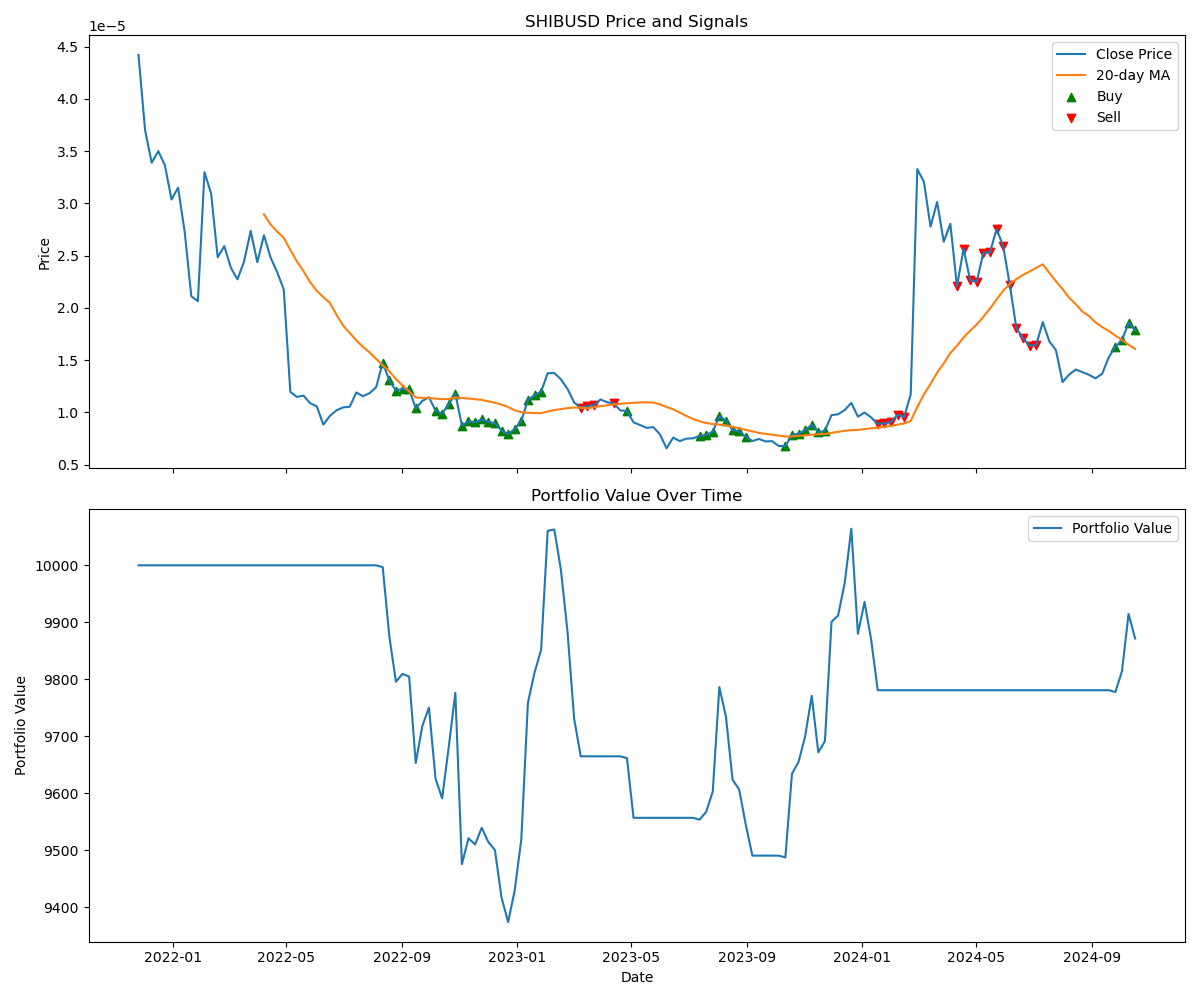 SHIBUSD Price and Signals
1e−5
4.5
4.0
3.5
3.0
2.5
2.0
1.5
1.0
0.5
Price
Close Price
20-day MA
Buy
Sell
Portfolio Value Over Time
Portfolio Value
10000
9900
9800
9700
9600
9500
9400
Portfolio Value
2022-01
2022-05
2022-09
2023-01
2023-05
2023-09
2024-01
2024-05
2024-09
Date